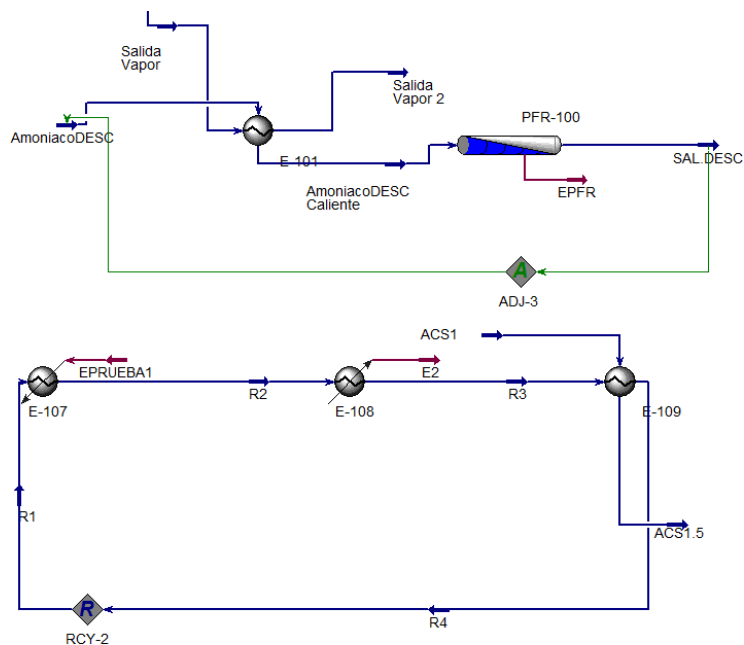 Salida
Vapor
Salida
Vapor 2
PFR-100
AmoniacoDESC
E-101
SAL.DESC
AmoniacoDESC
Caliente
EPFR
A
ADJ-3
ACS1
EPRUEBA1
E2
E-107
R2
E-108
R3
E-109
R1
ACS1.5
R
R4
RCY-2